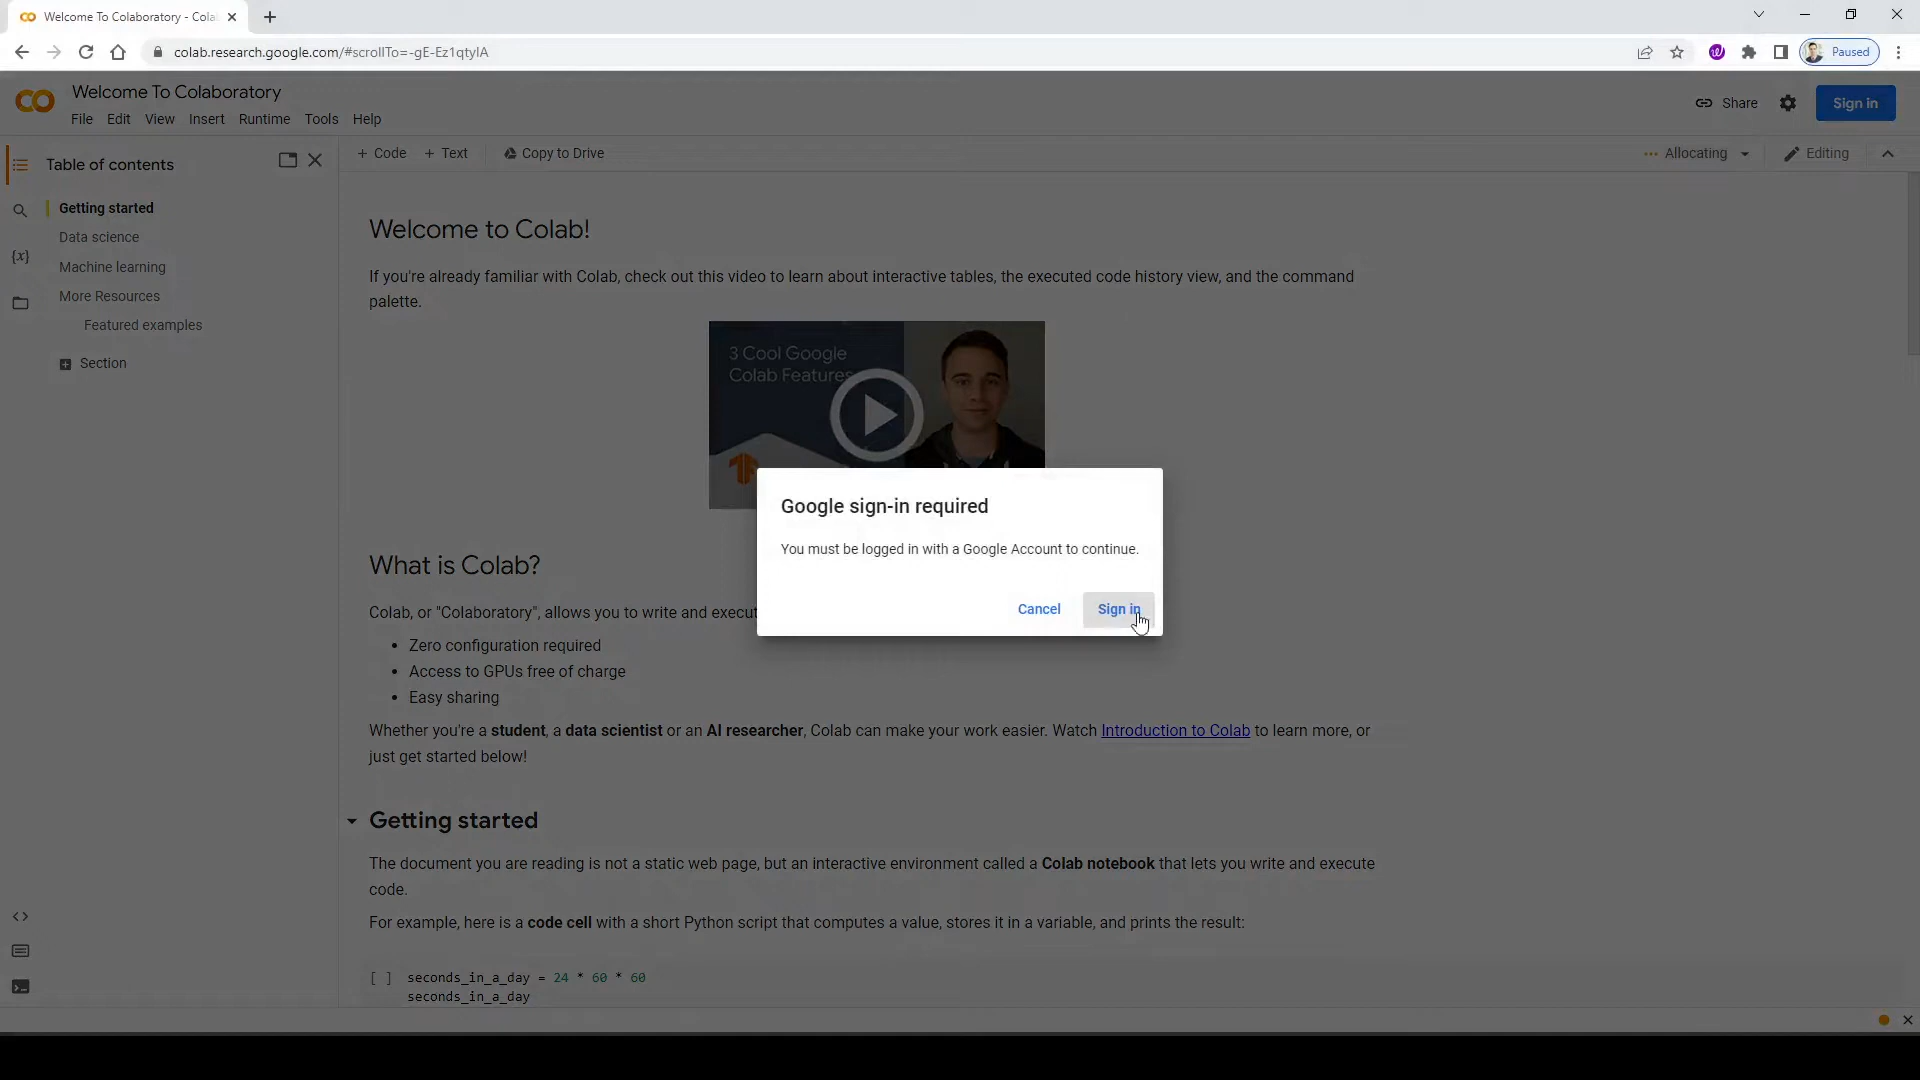 Welcome To Colaboratory - Cola
colab.research.google.com/#scrollTo=-gE-Ez1qtyIA
Paused
Welcome To Colaboratory
File Edit View Insert Runtime Tools Help
Share
Sign in
Table of contents
+ Code + Text Copy to Drive
Allocating
Editing
Getting started
Data science
Machine learning
More Resources
Featured examples
Section
Welcome to Colab!
If you're already familiar with Colab, check out this video to learn about interactive tables, the executed code history view, and the command
palette.
3 Cool Google
Colab Features
Google sign-in required
You must be logged in with a Google Account to continue.
Cancel Sign in
What is Colab?
Colab, or "Colaboratory", allows you to write and execut
• Zero configuration required
• Access to GPUs free of charge
• Easy sharing
Whether you're a student, a data scientist or an AI researcher, Colab can make your work easier. Watch Introduction to Colab to learn more, or
just get started below!
Getting started
The document you are reading is not a static web page, but an interactive environment called a Colab notebook that lets you write and execute
code.
For example, here is a code cell with a short Python script that computes a value, stores it in a variable, and prints the result:
[ ] seconds_in_a_day = 24 * 60 * 60
seconds_in_a_day